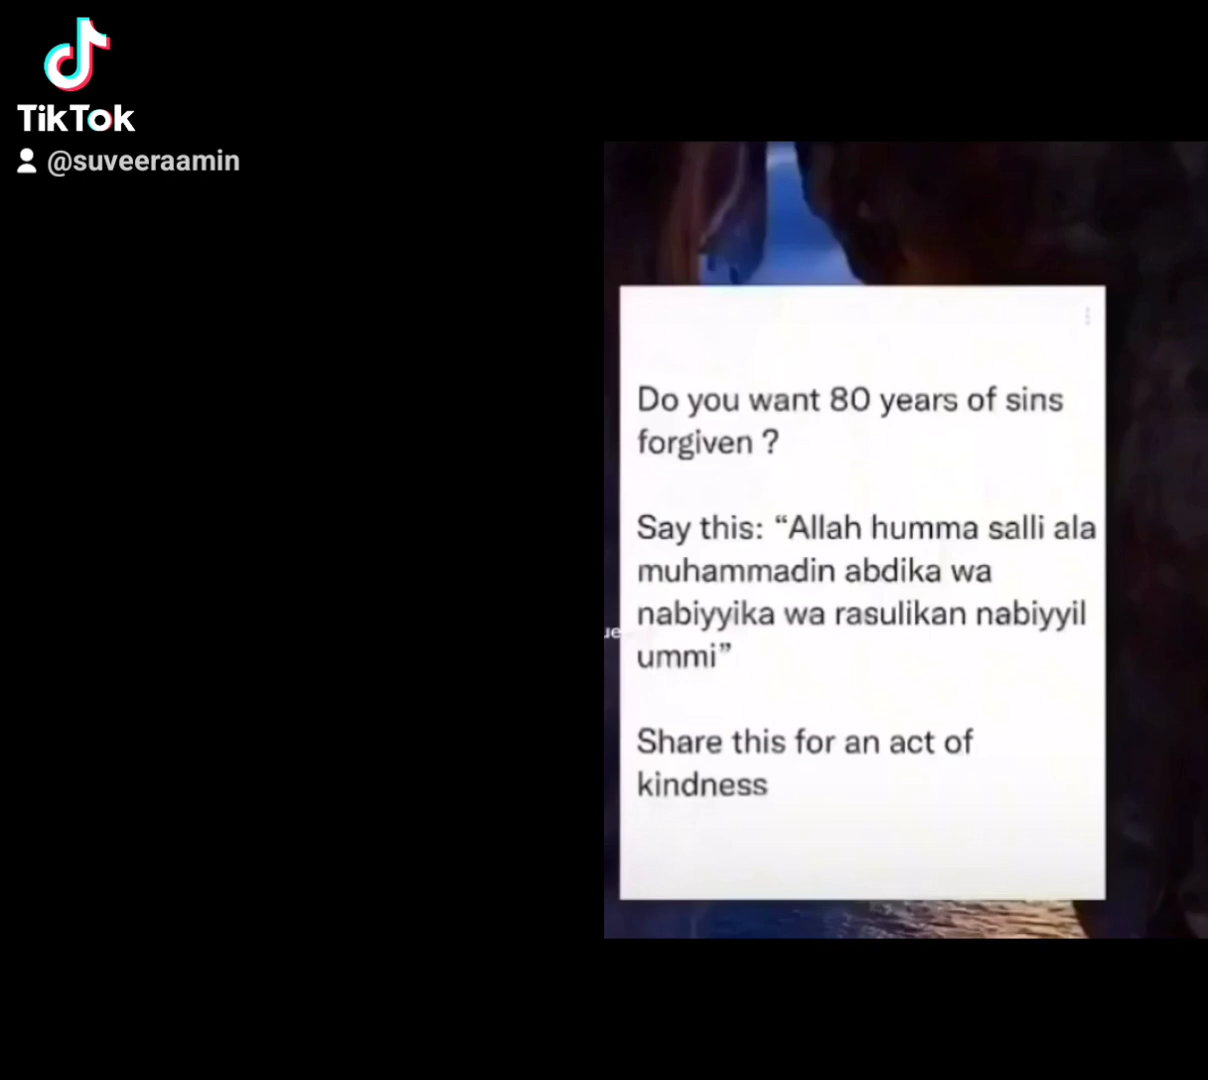 TikTok
@suveeraamin
Do you want 80 years of sins
forgiven ?
Say this: “Allah humma salli ala
muhammadin abdika wa
nabiyyika wa rasulikan nabiyyil
ummi”
Share this for an act of
kindness